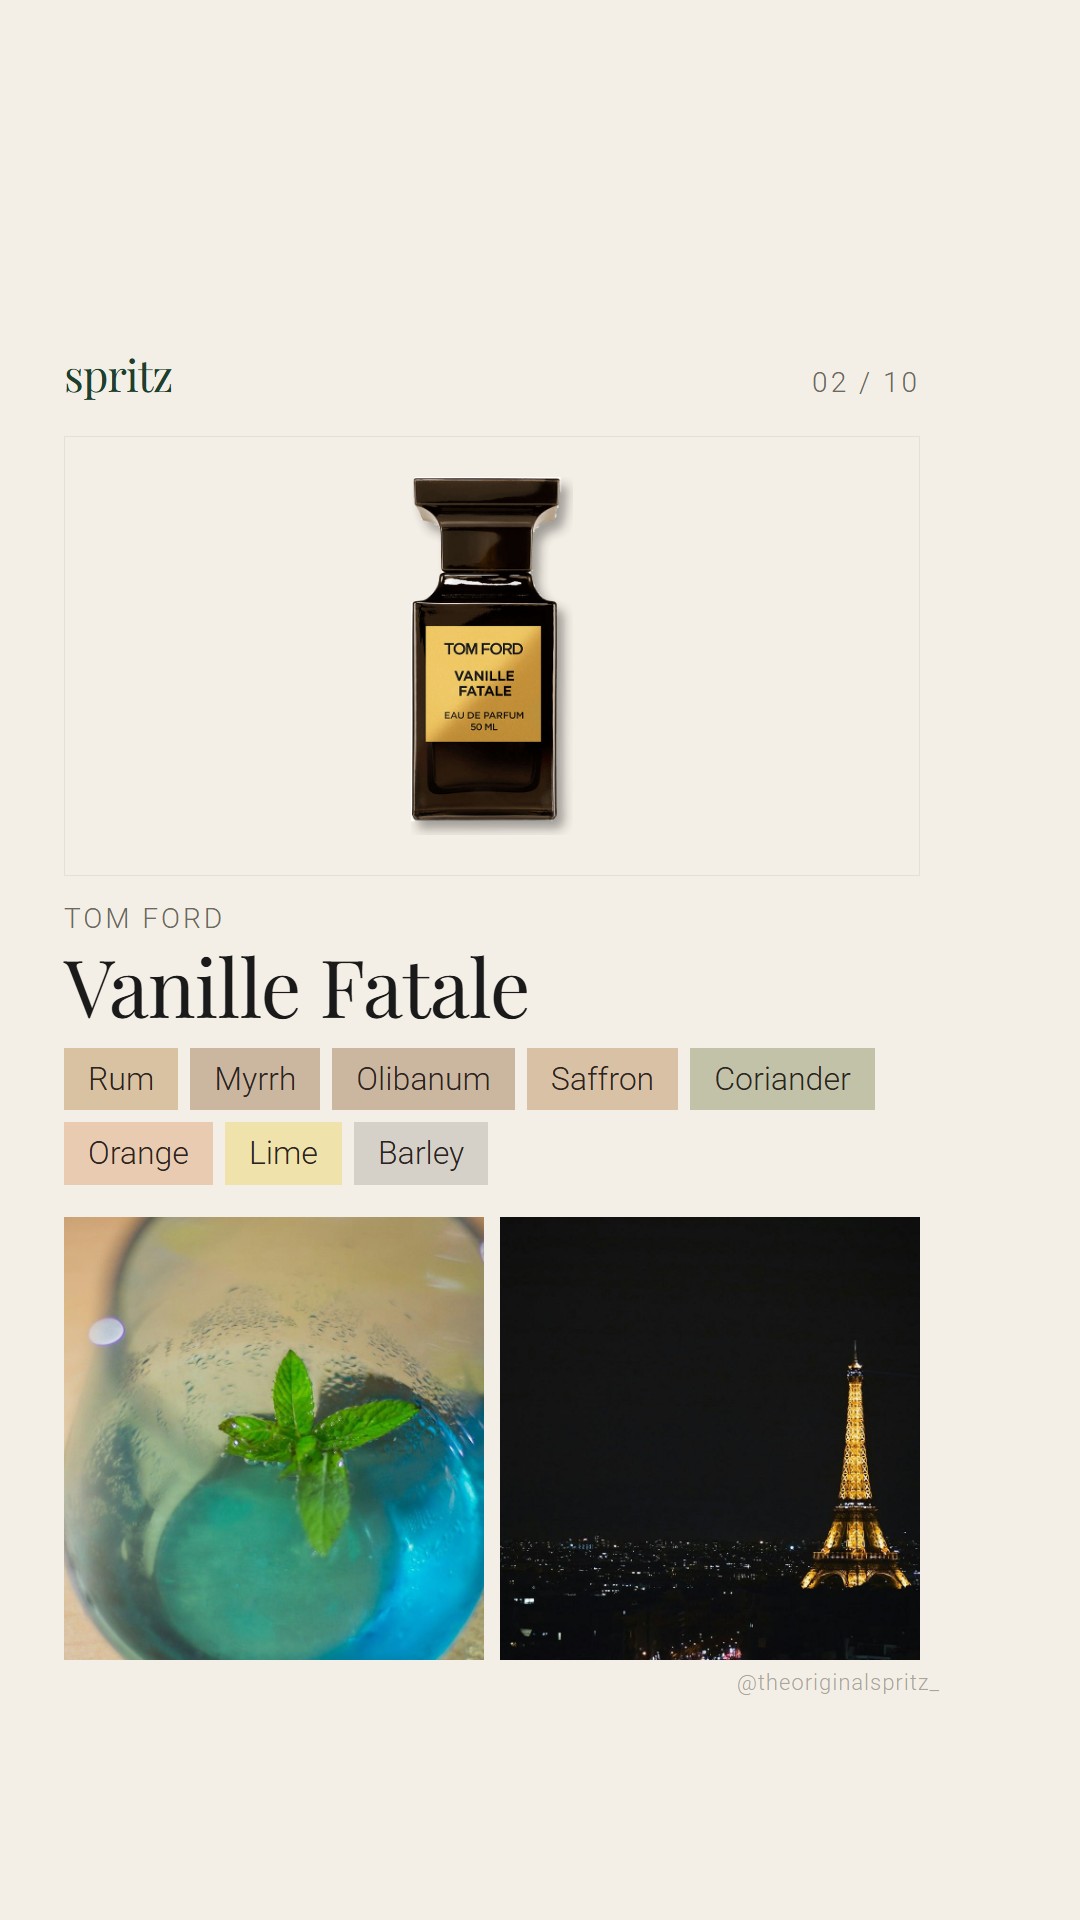 spritz
02 / 10
TOM FORD
VANILLE
FATALE
EAU DE PARFUM
50 ML
TOM FORD
Vanille Fatale
Rum Myrrh Olibanum Saffron Coriander
Orange Lime Barley
@theoriginalspritz_